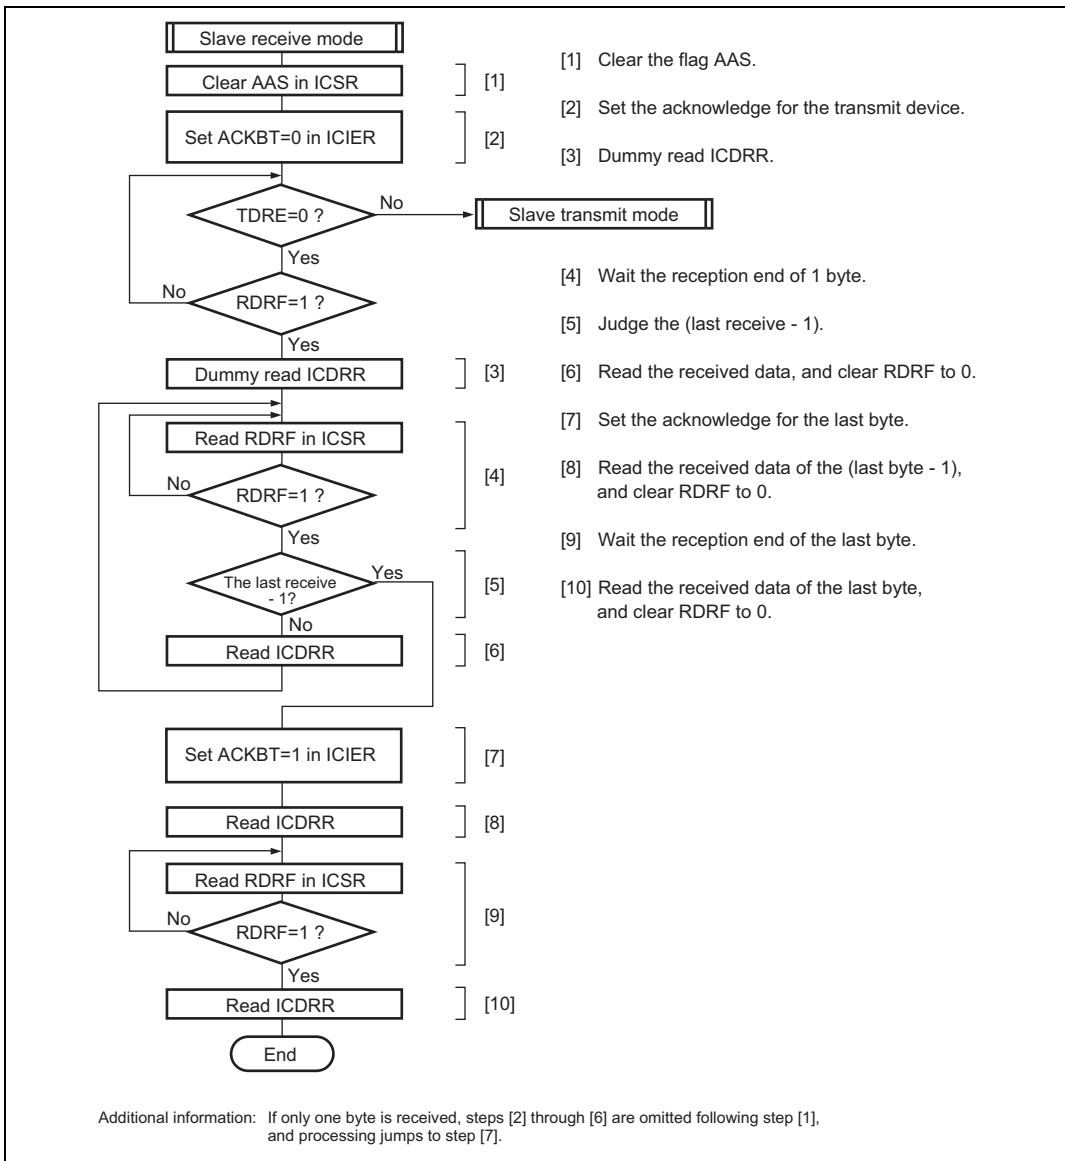 Slave receive mode
[1] Clear the flag AAS.
Clear AAS in ICSR
[1]
[2] Set the acknowledge for the transmit device.
Set ACKBT=0 in ICIER
[2]
[3] Dummy read ICDRR.
TDRE=0 ?
No
Slave transmit mode
Yes
[4] Wait the reception end of 1 byte.
No
RDRF=1 ?
[5] Judge the (last receive - 1).
Yes
Dummy read ICDRR
[3]
[6] Read the received data, and clear RDRF to 0.
[7] Set the acknowledge for the last byte.
Read RDRF in ICSR
[8] Read the received data of the (last byte - 1),
and clear RDRF to 0.
[4]
No
RDRF=1 ?
Yes
[9] Wait the reception end of the last byte.
The last receive
- 1?
Yes
[5]
[10] Read the received data of the last byte,
and clear RDRF to 0.
No
Read ICDRR
[6]
Set ACKBT=1 in ICIER
[7]
Read ICDRR
[8]
Read RDRF in ICSR
No
RDRF=1 ?
[9]
Yes
Read ICDRR
[10]
End
Additional information: If only one byte is received, steps [2] through [6] are omitted following step [1],
and processing jumps to step [7].